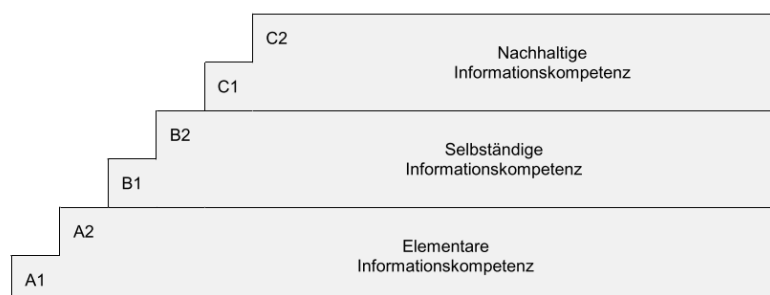 C2
Nachhaltige
Informationskompetenz
C1
B2
Selbständige
Informationskompetenz
B1
A2
Elementare
Informationskompetenz
A1